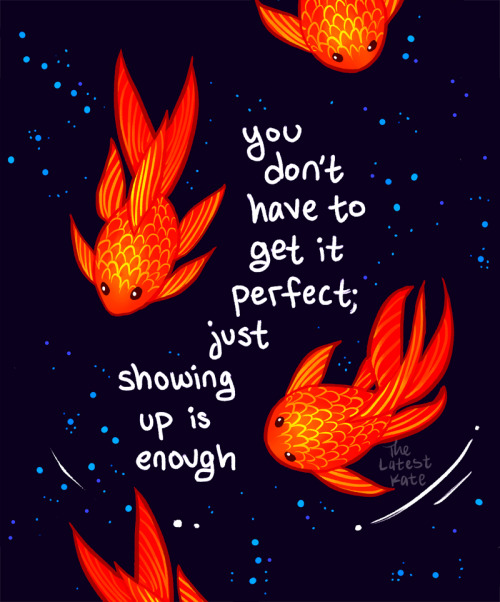 you
don't
have to
get it
perfect;
just
showing
up is
enough
The
Latest
Kate